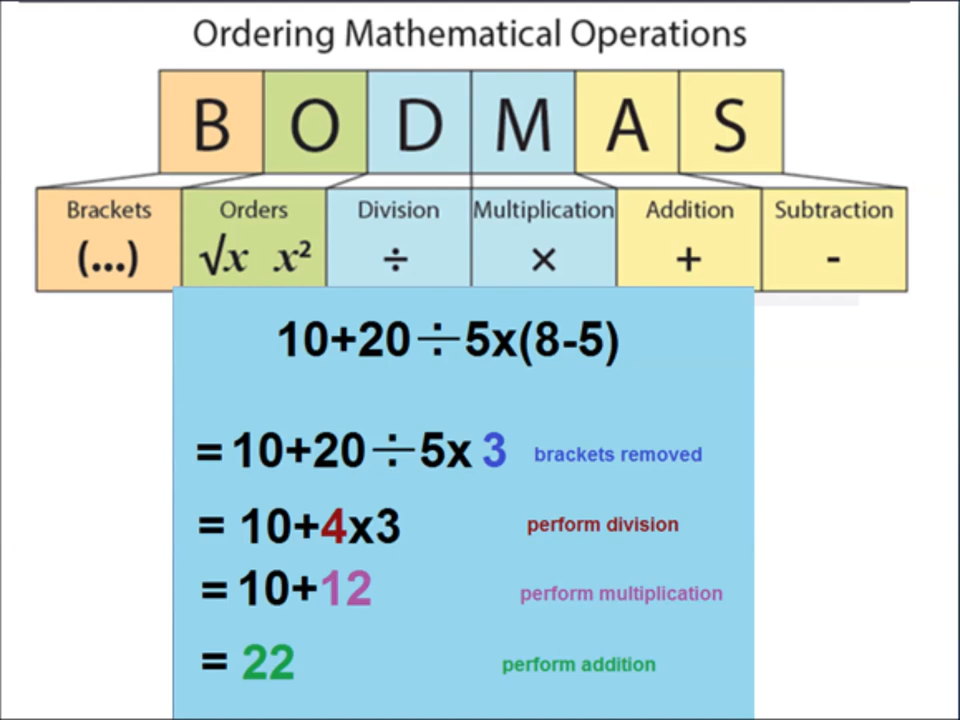 Ordering Mathematical Operations
B O D M A S
Brackets Orders Division Multiplication Addition Subtraction
(...) √x x² ÷ × + -
10+20÷5x(8-5)
=10+20÷5x 3 brackets removed
= 10+4x3 perform division
=10+12 perform multiplication
= 22 perform addition